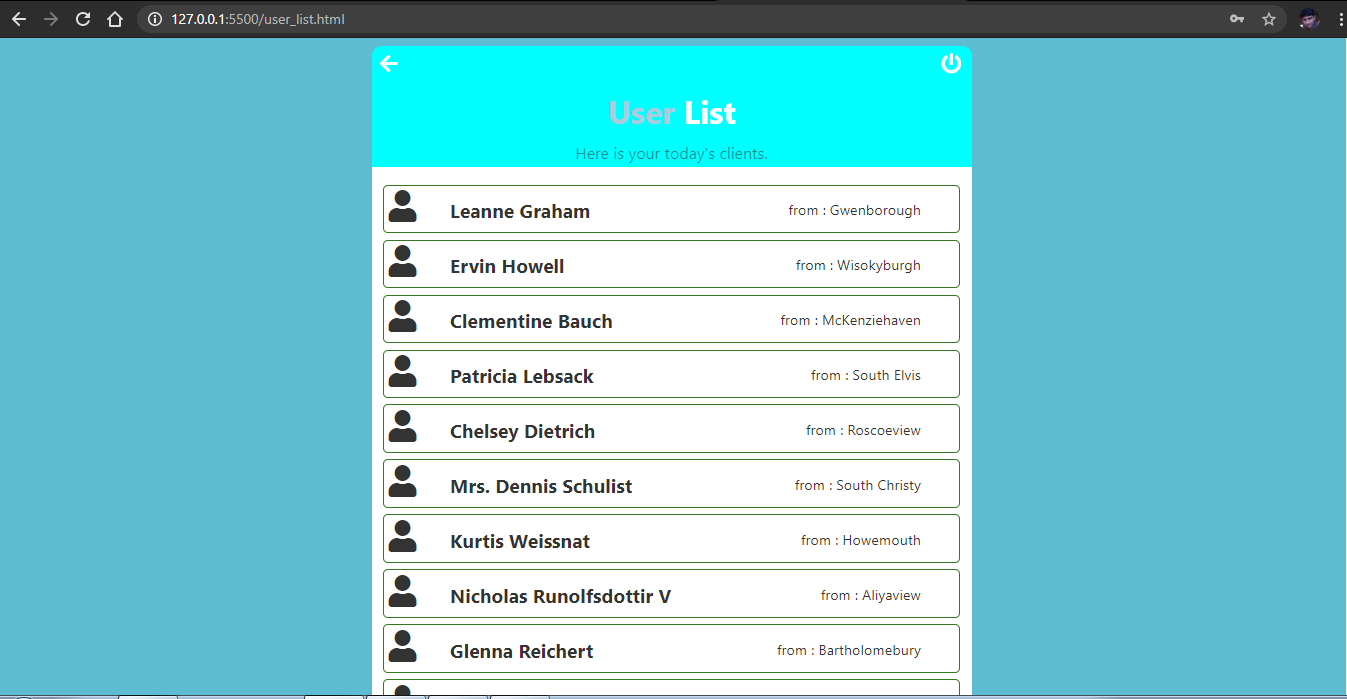 127.0.0.1:5500/user_list.html
User List
Here is your today's clients.
Leanne Graham from : Gwenborough
Ervin Howell from : Wisokyburgh
Clementine Bauch from : McKenziehaven
Patricia Lebsack from : South Elvis
Chelsey Dietrich from : Roscoeview
Mrs. Dennis Schulist from : South Christy
Kurtis Weissnat from : Howemouth
Nicholas Runolfsdottir V from : Aliyaview
Glenna Reichert from : Bartholomebury